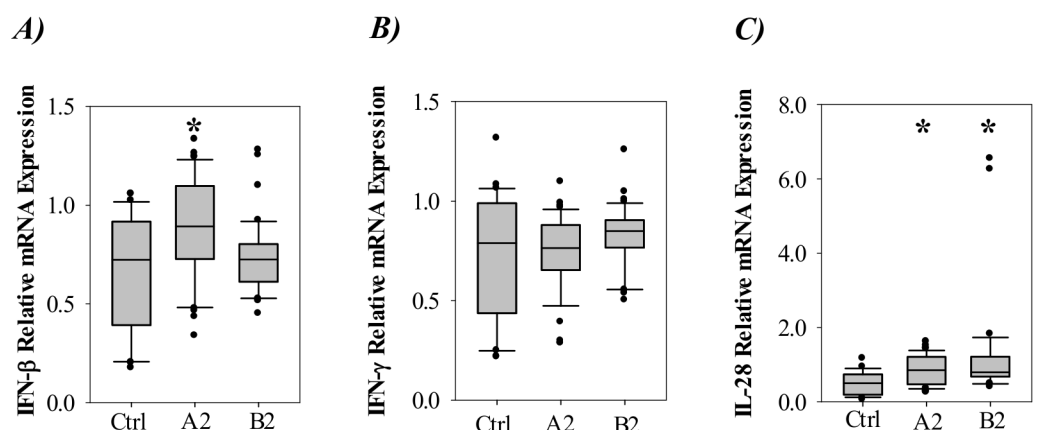 A)
B)
C)
IFN-β Relative mRNA Expression
1.5
1.0
0.5
0.0
*
Ctrl A2 B2
IFN-γ Relative mRNA Expression
1.5
1.0
0.5
0.0
Ctrl A2 B2
IL-28 Relative mRNA Expression
8.0
6.0
4.0
2.0
0.0
* *
Ctrl A2 B2